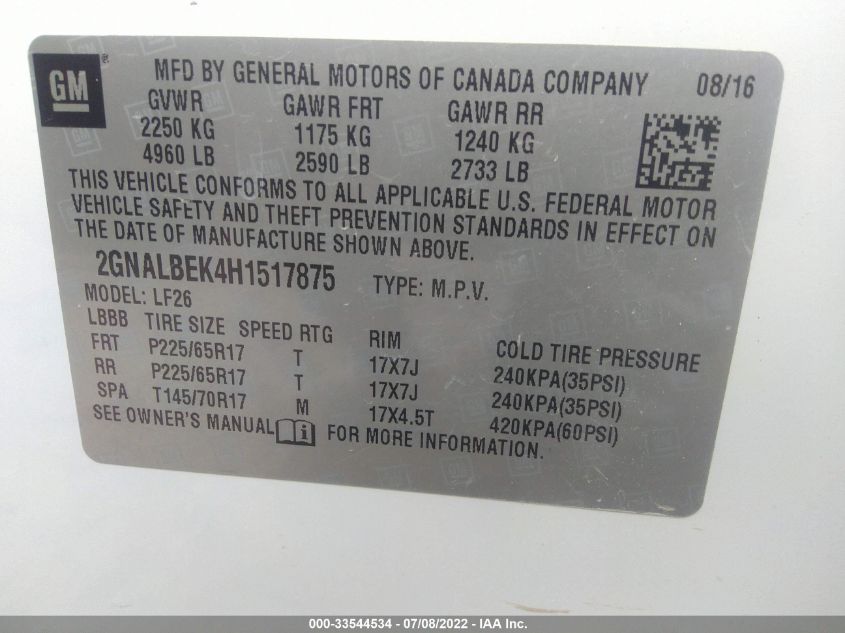 GM
MFD BY GENERAL MOTORS OF CANADA COMPANY 08/16
GVWR GAWR FRT GAWR RR
2250 KG 1175 KG 1240 KG
4960 LB 2590 LB 2733 LB
THIS VEHICLE CONFORMS TO ALL APPLICABLE U.S. FEDERAL MOTOR
VEHICLE SAFETY AND THEFT PREVENTION STANDARDS IN EFFECT ON
THE DATE OF MANUFACTURE SHOWN ABOVE.
2GNALBEK4H1517875 TYPE: M.P.V.
MODEL: LF26
LBBB TIRE SIZE SPEED RTG RIM COLD TIRE PRESSURE
FRT P225/65R17 T 17X7J 240KPA(35PSI)
RR P225/65R17 T 17X7J 240KPA(35PSI)
SPA T145/70R17 M 17X4.5T 420KPA(60PSI)
SEE OWNER'S MANUAL FOR MORE INFORMATION.
000-33544534 - 07/08/2022 - IAA Inc.